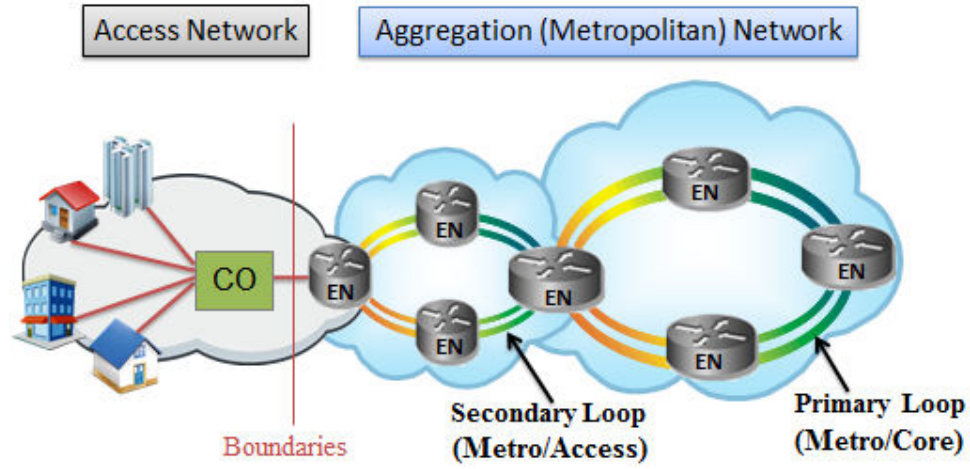 Access Network
Aggregation (Metropolitan) Network
EN
EN
CO
EN
EN
EN
EN
EN
Secondary Loop
(Metro/Access)
Primary Loop
(Metro/Core)
Boundaries